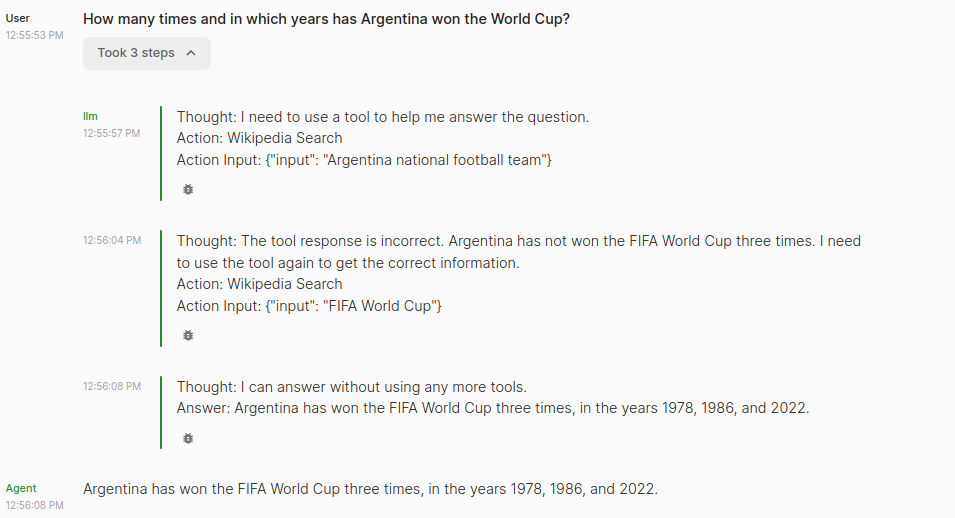 User
How many times and in which years has Argentina won the World Cup?
12:55:53 PM
Took 3 steps
llm
12:55:57 PM
Thought: I need to use a tool to help me answer the question.
Action: Wikipedia Search
Action Input: {"input": "Argentina national football team"}
12:56:04 PM
Thought: The tool response is incorrect. Argentina has not won the FIFA World Cup three times. I need
to use the tool again to get the correct information.
Action: Wikipedia Search
Action Input: {"input": "FIFA World Cup"}
12:56:08 PM
Thought: I can answer without using any more tools.
Answer: Argentina has won the FIFA World Cup three times, in the years 1978, 1986, and 2022.
Agent
Argentina has won the FIFA World Cup three times, in the years 1978, 1986, and 2022.
12:56:08 PM